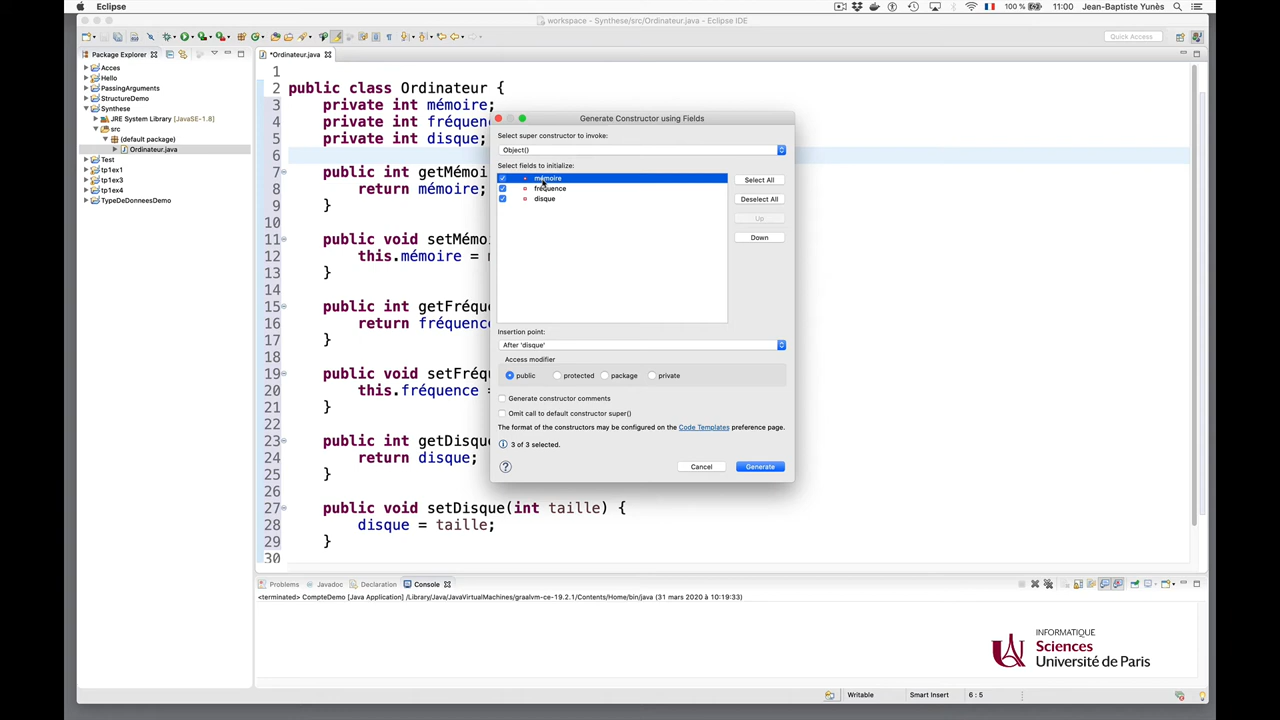 Eclipse
100 %
11:00
Jean-Baptiste Yunès
workspace - Synthese/src/Ordinateur.java - Eclipse IDE
Quick Access
Package Explorer
Acces
Hello
PassingArguments
StructureDemo
Synthese
JRE System Library [JavaSE-1.8]
src
(default package)
Ordinateur.java
Test
tp1ex1
tp1ex3
tp1ex4
TypeDeDonneesDemo
*Ordinateur.java
1
2 public class Ordinateur {
3 private int mémoire;
4 private int fréquenc
5 private int disque;
6
7 public int getMémoi
8 return mémoire;
9 }
10
11 public void setMémo
12 this.mémoire = m
13 }
14
15 public int getFréque
16 return fréquence
17 }
18
19 public void setFréqu
20 this.fréquence =
21 }
22
23 public int getDisque
24 return disque;
25 }
26
27 public void setDisque(int taille) {
28 disque = taille;
29 }
30
Generate Constructor using Fields
Select super constructor to invoke:
Object()
Select fields to initialize:
mémoire
fréquence
disque
Select All
Deselect All
Up
Down
Insertion point:
After 'disque'
Access modifier
public protected package private
Generate constructor comments
Omit call to default constructor super()
The format of the constructors may be configured on the Code Templates preference page.
3 of 3 selected.
?
Cancel
Generate
Problems Javadoc Declaration Console
<terminated> CompteDemo [Java Application] /Library/Java/JavaVirtualMachines/graalvm-ce-19.2.1/Contents/Home/bin/java (31 mars 2020 à 10:19:33)
INFORMATIQUE
Sciences
Université de Paris
Writable
Smart Insert
6 : 5